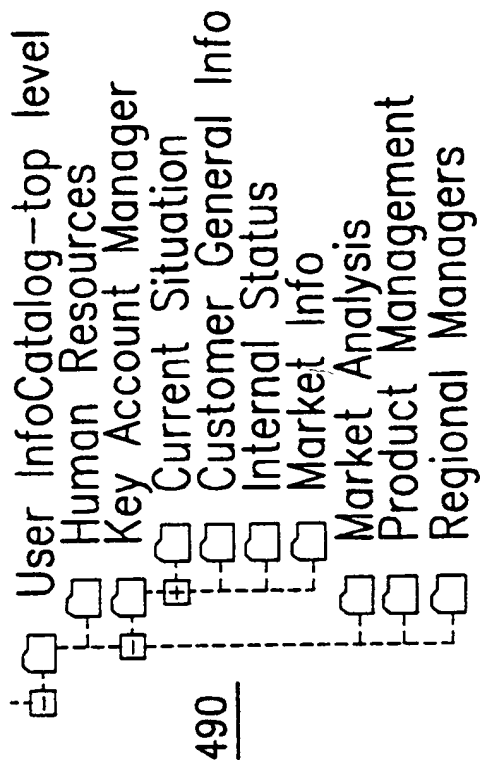 User InfoCatalog-top level
Human Resources
Key Account Manager
Current Situation
Customer General Info
Internal Status
Market Info
Market Analysis
Product Management
Regional Managers
490